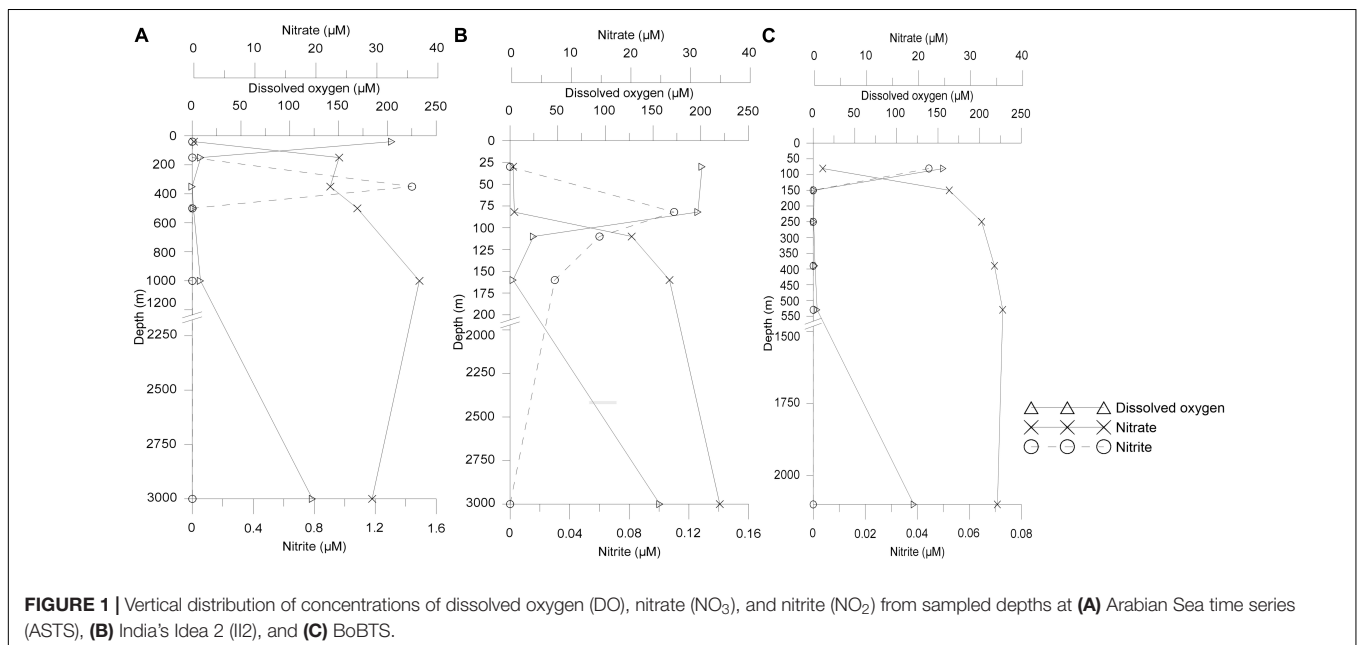 A
Nitrate (µM)
0 10 20 30 40
Dissolved oxygen (µM)
0 50 100 150 200 250
0
200
400
600
800
1000
1200
2250
2500
2750
3000
Depth (m)
0 0.4 0.8 1.2 1.6
Nitrite (µM)
B
Nitrate (µM)
0 10 20 30 40
Dissolved oxygen (µM)
0 50 100 150 200 250
0
25
50
75
100
125
150
175
200
2000
2250
2500
2750
3000
Depth (m)
0 0.04 0.08 0.12 0.16
Nitrite (µM)
C
Nitrate (µM)
0 10 20 30 40
Dissolved oxygen (µM)
0 50 100 150 200 250
0
50
100
150
200
250
300
350
400
450
500
550
1500
1750
2000
Depth (m)
0 0.02 0.04 0.06 0.08
Nitrite (µM)
Dissolved oxygen
Nitrate
Nitrite
FIGURE 1 | Vertical distribution of concentrations of dissolved oxygen (DO), nitrate (NO₃), and nitrite (NO₂) from sampled depths at (A) Arabian Sea time series
(ASTS), (B) India's Idea 2 (II2), and (C) BoBTS.